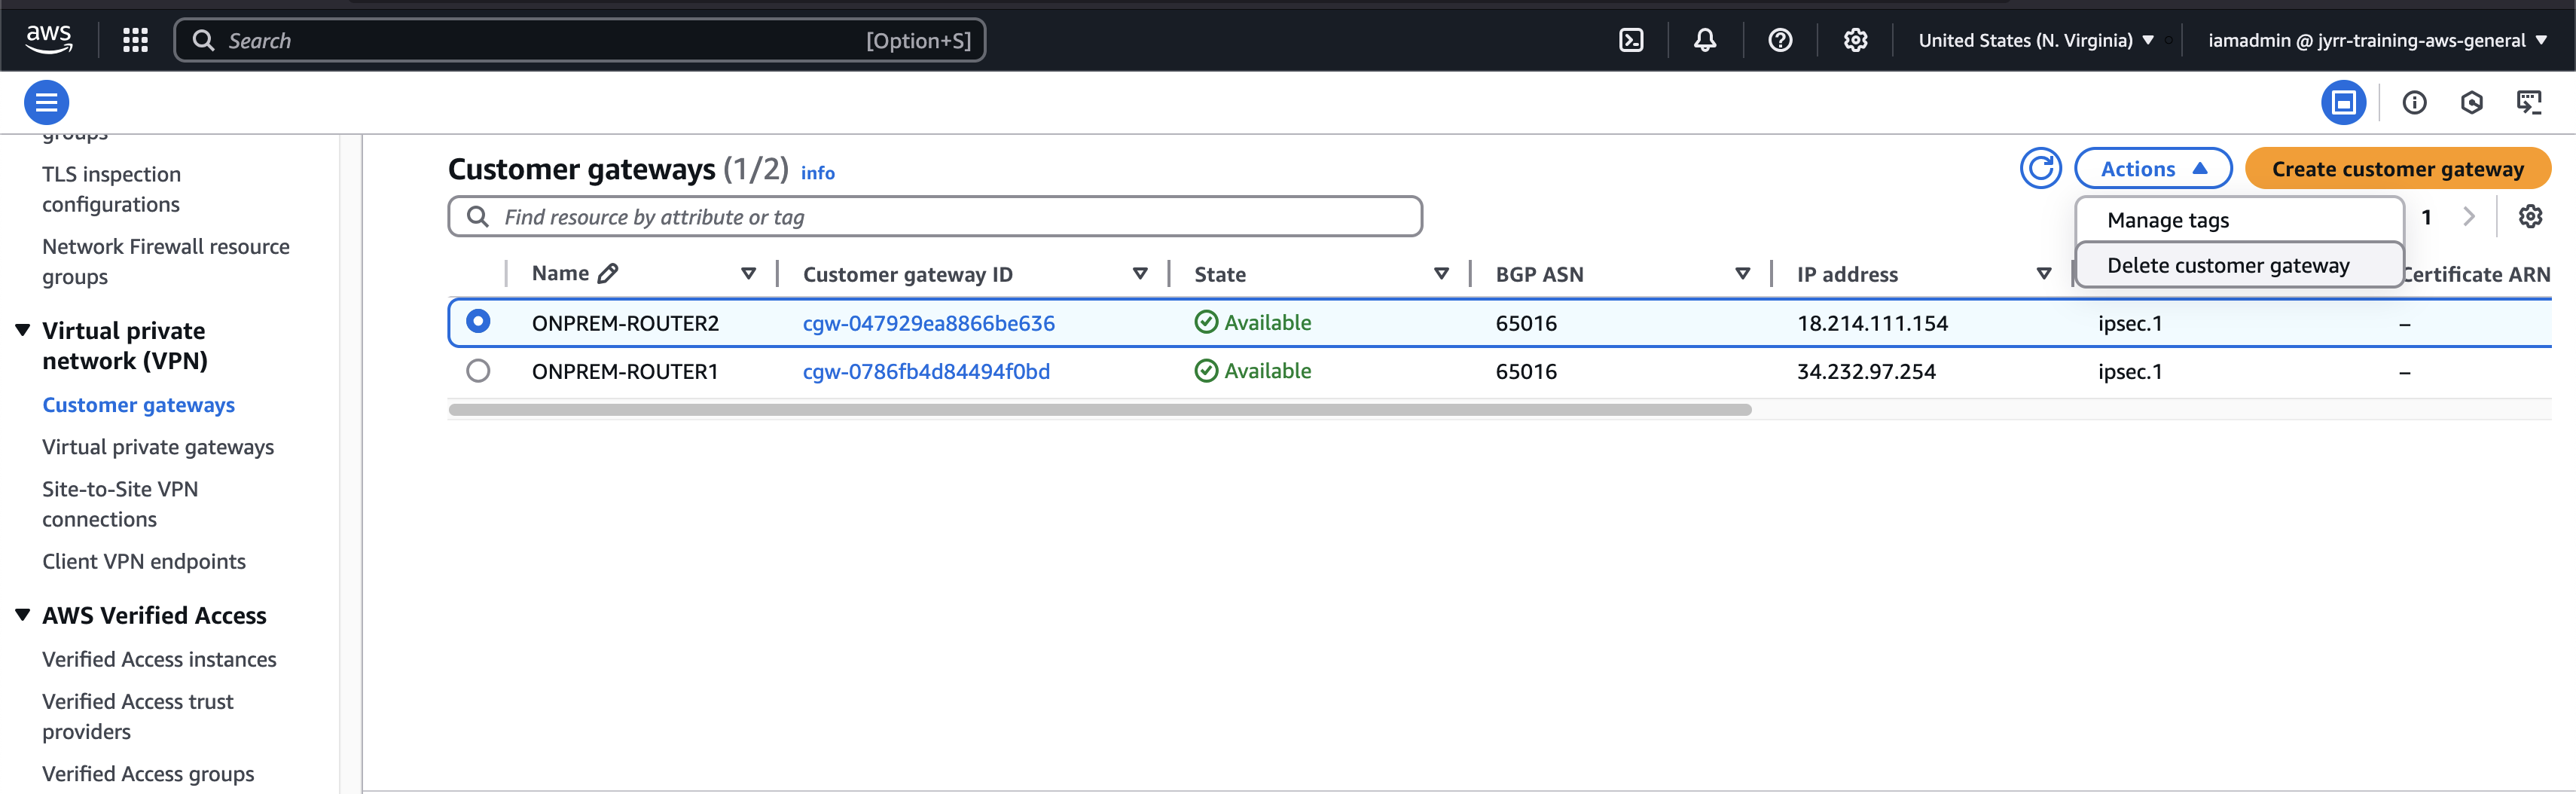 aws
Search [Option+S]
United States (N. Virginia)
iamadmin @ jyrr-training-aws-general
groups
TLS inspection
configurations
Network Firewall resource
groups
Virtual private
network (VPN)
Customer gateways
Virtual private gateways
Site-to-Site VPN
connections
Client VPN endpoints
AWS Verified Access
Verified Access instances
Verified Access trust
providers
Verified Access groups
Customer gateways (1/2) info
Actions
Create customer gateway
Find resource by attribute or tag
Manage tags
Delete customer gateway
1
Name Customer gateway ID State BGP ASN IP address Certificate ARN
ONPREM-ROUTER2 cgw-047929ea8866be636 Available 65016 18.214.111.154 ipsec.1 –
ONPREM-ROUTER1 cgw-0786fb4d84494f0bd Available 65016 34.232.97.254 ipsec.1 –